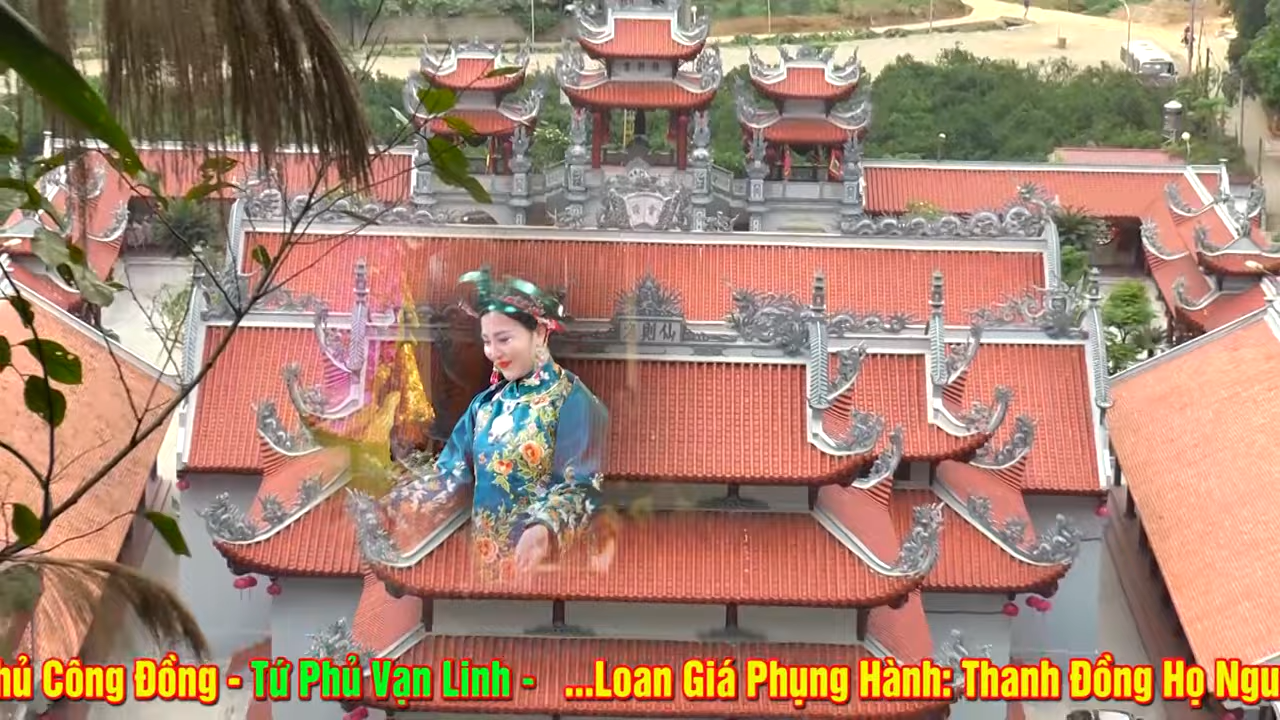 hủ Công Đồng - Tứ Phủ Vạn Linh - ...Loan Giá Phụng Hành: Thanh Đồng Họ Ngu